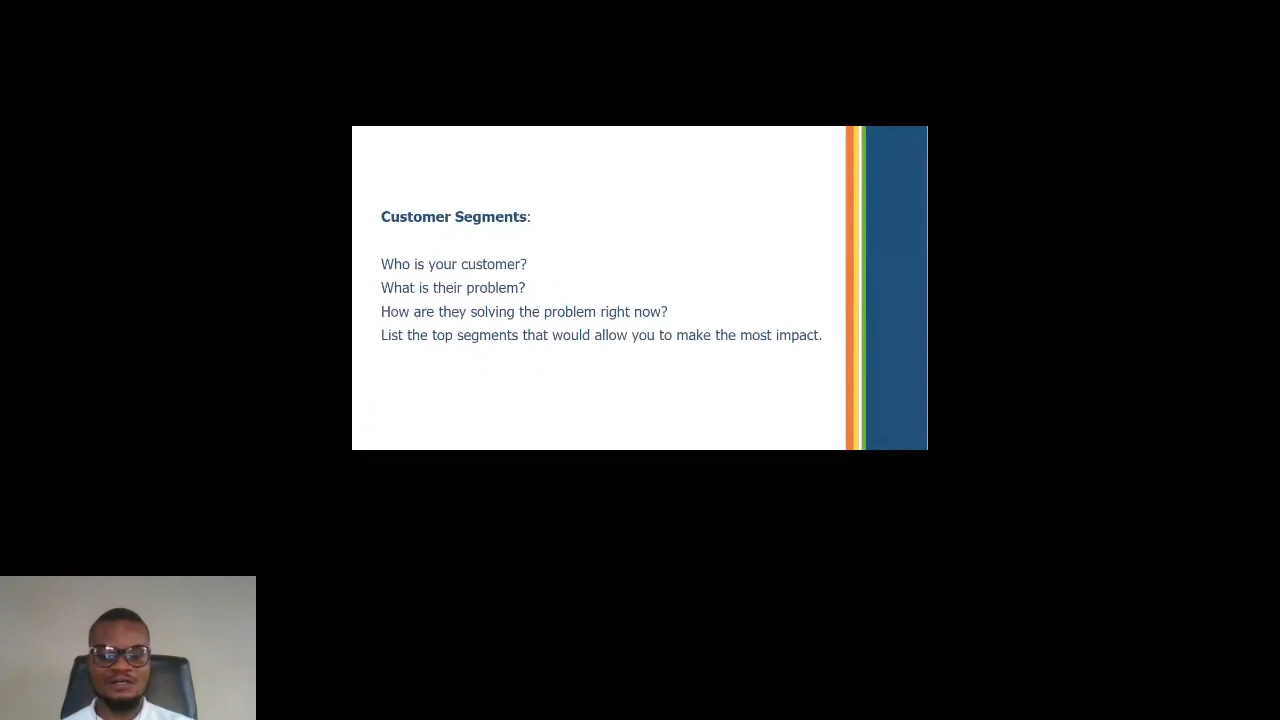 Customer Segments:
Who is your customer?
What is their problem?
How are they solving the problem right now?
List the top segments that would allow you to make the most impact.